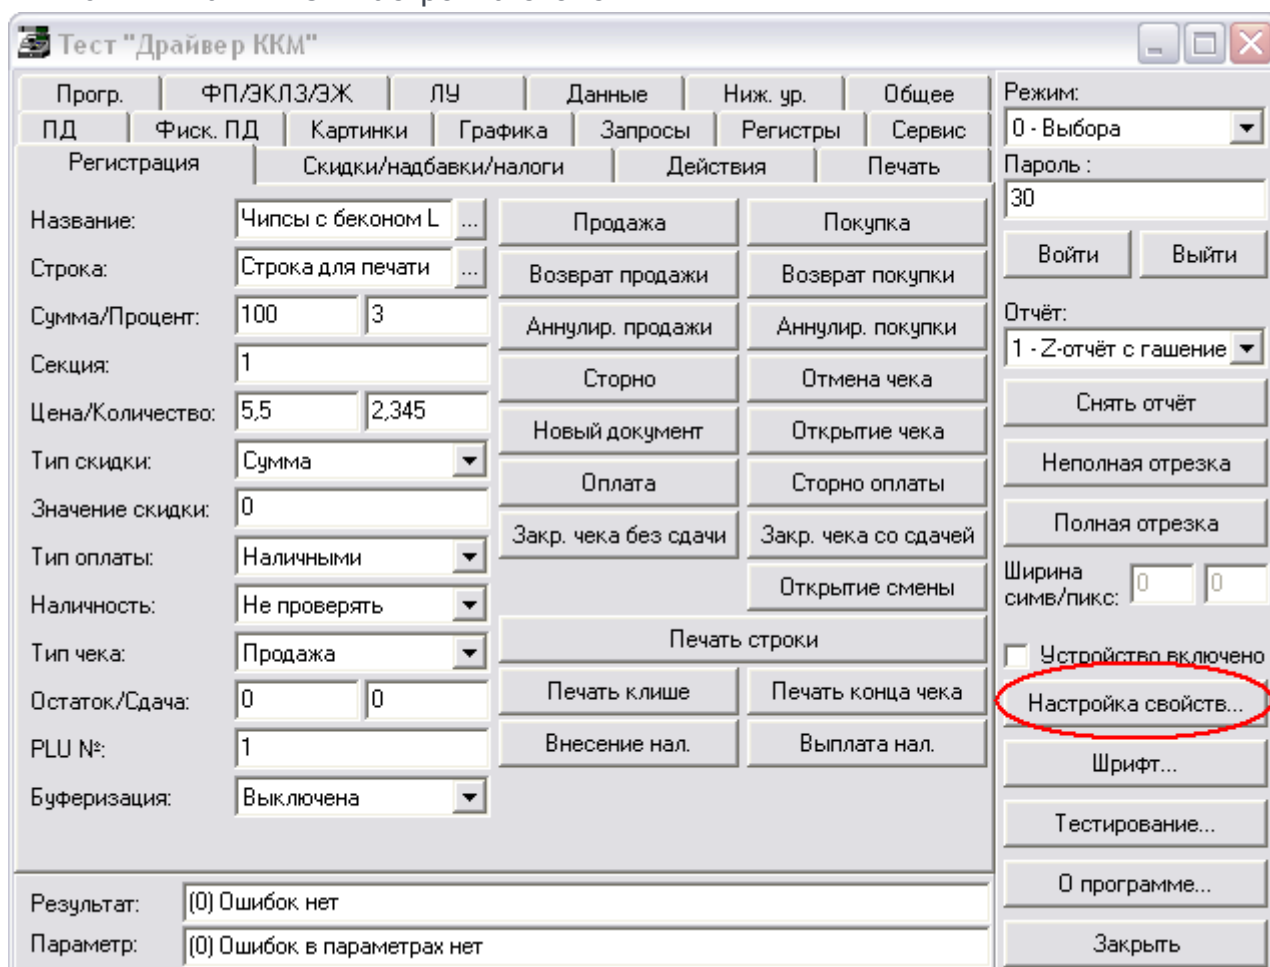 Тест "Драйвер ККМ"
Прогр. ФП/ЭКЛЗ/ЭЖ ЛУ Данные Ниж. ур. Общее
ПД Фиск. ПД Картинки Графика Запросы Регистры Сервис
Регистрация Скидки/надбавки/налоги Действия Печать
Название: Чипсы с беконом L ...
Строка: Строка для печати ...
Сумма/Процент: 100 3
Секция: 1
Цена/Количество: 5,5 2,345
Тип скидки: Сумма
Значение скидки: 0
Тип оплаты: Наличными
Наличность: Не проверять
Тип чека: Продажа
Остаток/Сдача: 0 0
PLU №: 1
Буферизация: Выключена
Продажа Покупка
Возврат продажи Возврат покупки
Аннулир. продажи Аннулир. покупки
Сторно Отмена чека
Новый документ Открытие чека
Оплата Сторно оплаты
Закр. чека без сдачи Закр. чека со сдачей
Открытие смены
Печать строки
Печать клише Печать конца чека
Внесение нал. Выплата нал.
Режим:
0 - Выбора
Пароль :
30
Войти Выйти
Отчёт:
1 - Z-отчёт с гашение
Снять отчёт
Неполная отрезка
Полная отрезка
Ширина
симв/пикс: 0 0
Устройство включено
Настройка свойств...
Шрифт...
Тестирование...
О программе...
Закрыть
Результат: (0) Ошибок нет
Параметр: (0) Ошибок в параметрах нет